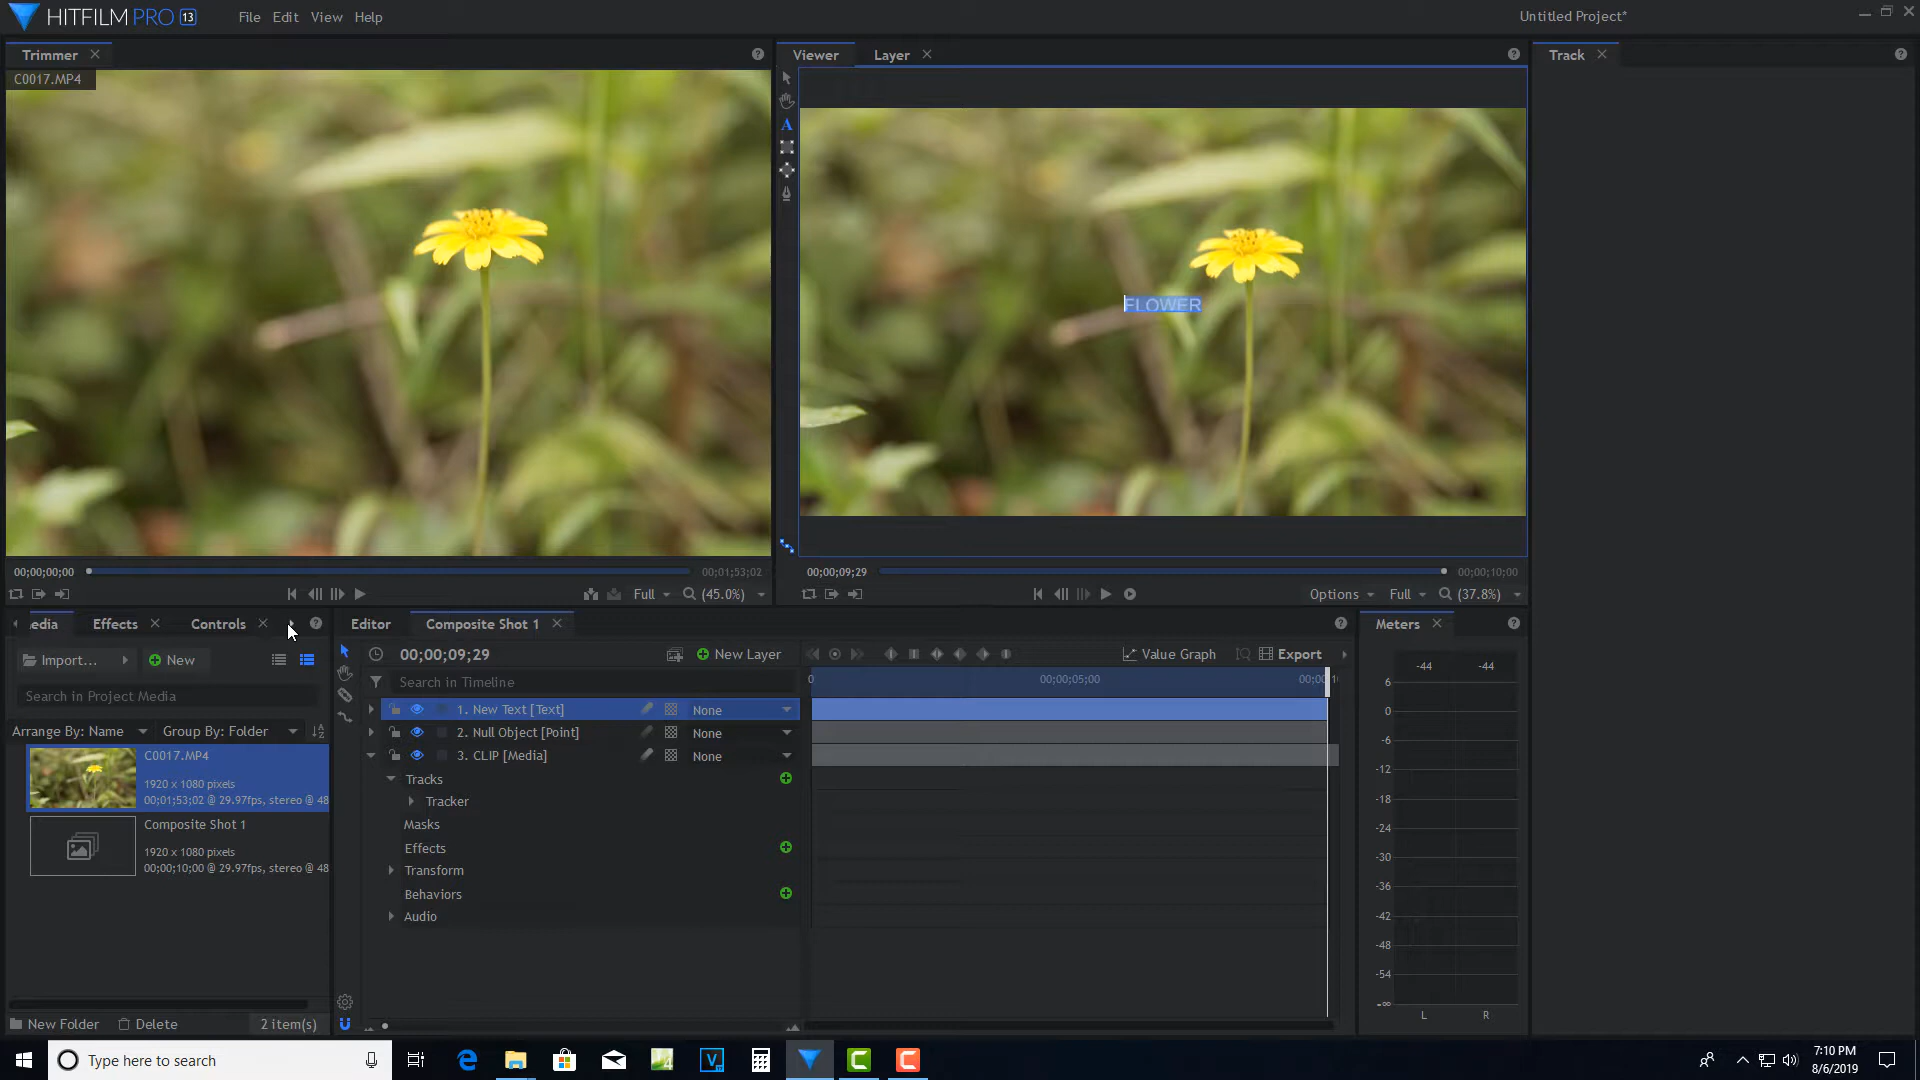 HITFILM PRO 13
File Edit View Help
Untitled Project*
Trimmer
C0017.MP4
Viewer
Layer
Track
FLOWER
00;00;00;00
00;01;53;02
Full
(45.0%)
00;00;09;29
00;00;10;00
Options
Full
(37.8%)
edia
Effects
Controls
Editor
Composite Shot 1
Meters
Import...
New
00;00;09;29
New Layer
Value Graph
Export
-44
-44
Search in Project Media
Search in Timeline
0
00;00;05;00
Arrange By: Name
Group By: Folder
1. New Text [Text]
None
2. Null Object [Point]
None
3. CLIP [Media]
None
Tracks
Tracker
Masks
Effects
Transform
Behaviors
Audio
C0017.MP4
1920 x 1080 pixels
00;01;53;02 @ 29.97fps, stereo @ 48
Composite Shot 1
1920 x 1080 pixels
00;00;10;00 @ 29.97fps, stereo @ 48
6
0
-6
-12
-18
-24
-30
-36
-42
-48
-54
-∞
L
R
New Folder
Delete
2 item(s)
Type here to search
7:10 PM
8/6/2019